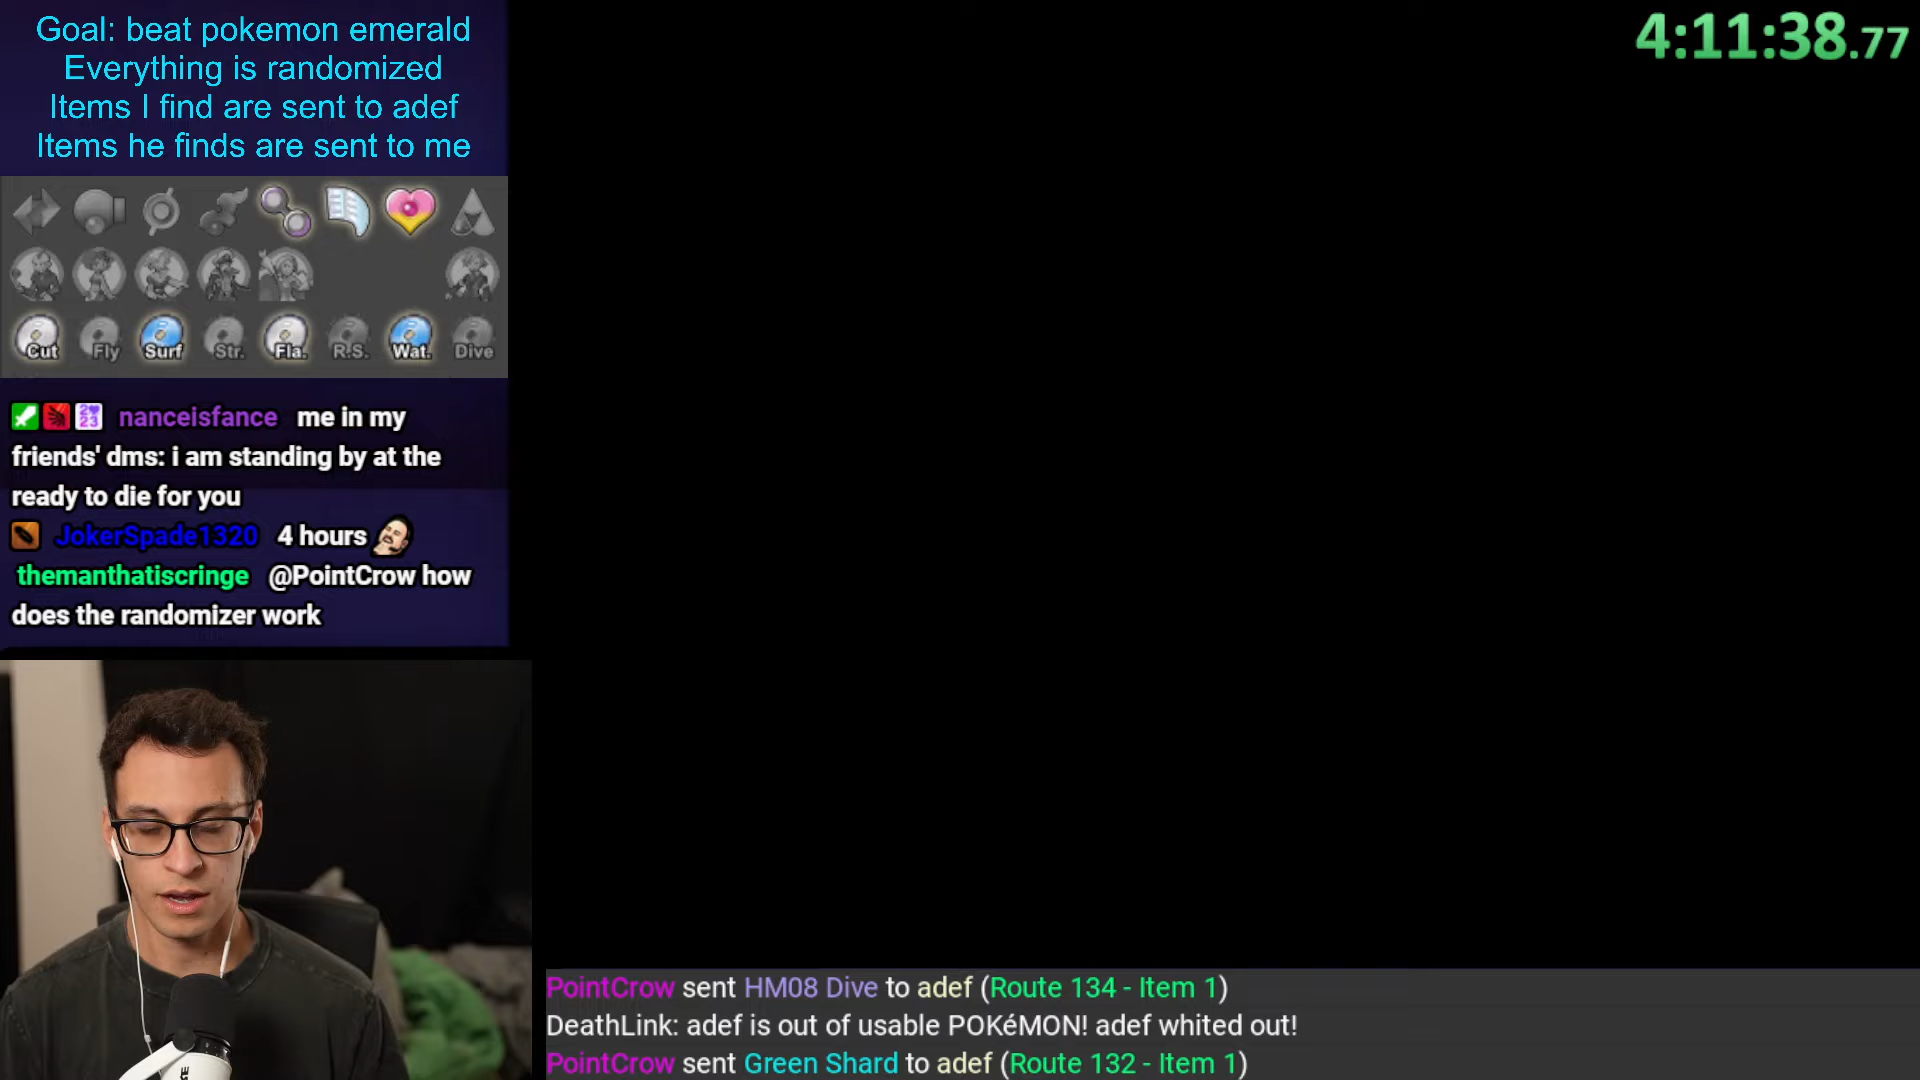 Goal: beat pokemon emerald
Everything is randomized
Items I find are sent to adef
Items he finds are sent to me
4:11:38.77
Cut Fly Surf Str. Fla. R.S. Wat. Dive
nanceisfance me in my
friends' dms: i am standing by at the
ready to die for you
JokerSpade1320 4 hours
themanthatiscringe @PointCrow how
does the randomizer work
PointCrow sent HM08 Dive to adef (Route 134 - Item 1)
DeathLink: adef is out of usable POKéMON! adef whited out!
PointCrow sent Green Shard to adef (Route 132 - Item 1)